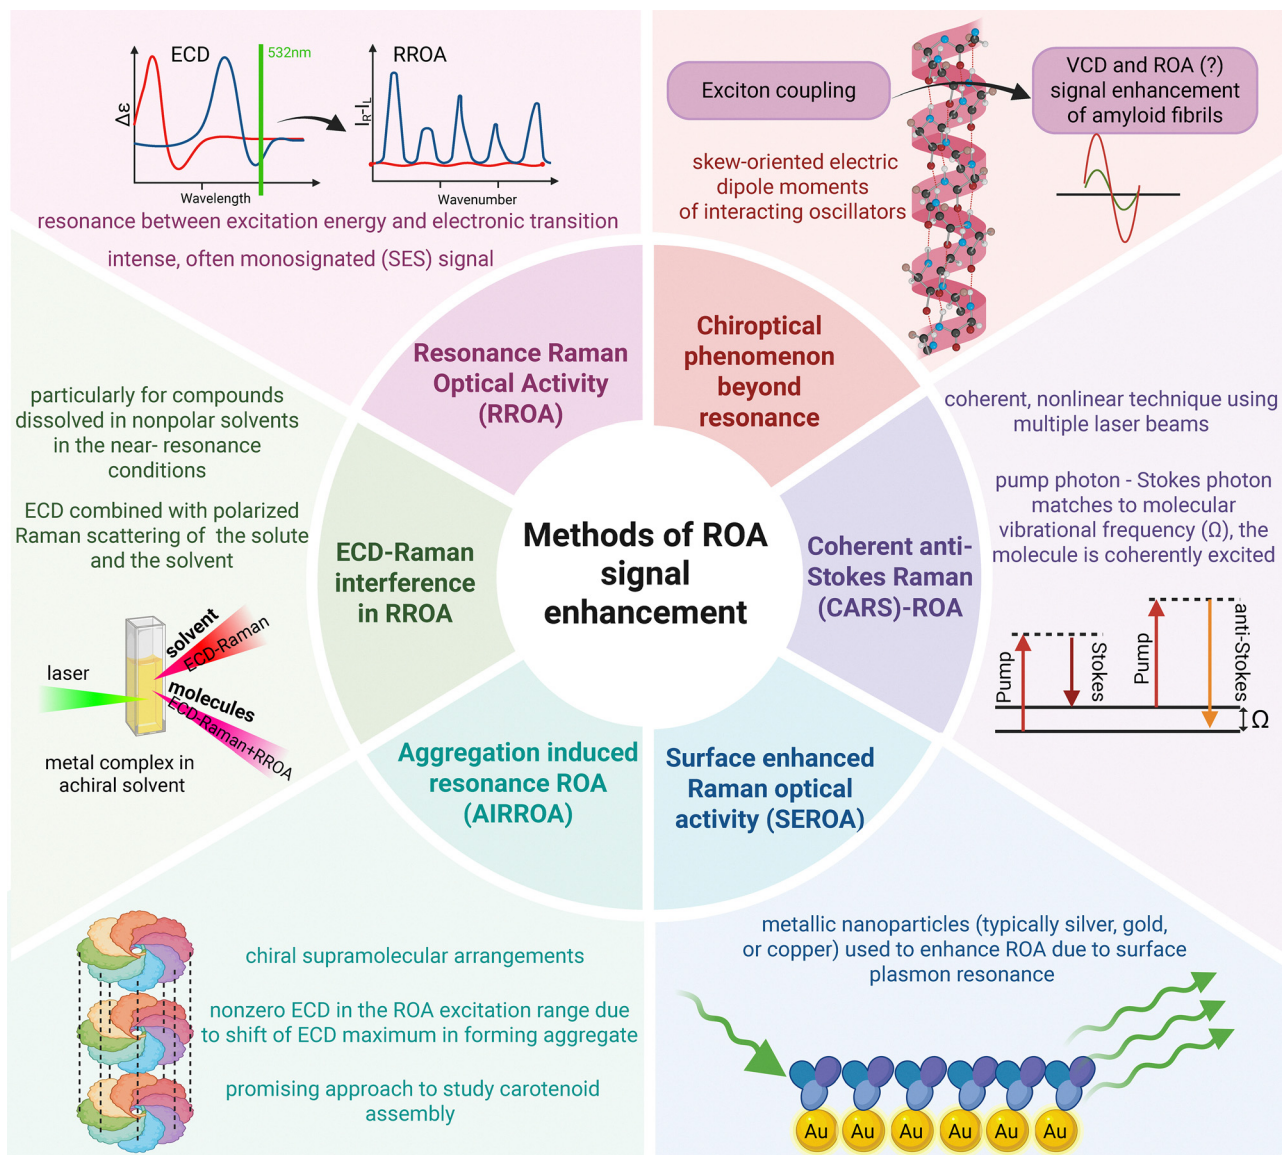 ECD
532nm
Δε
Wavelength
RROA
I_R-I_L
Wavenumber
resonance between excitation energy and electronic transition
intense, often monosignated (SES) signal
Exciton coupling
VCD and ROA (?)
signal enhancement
of amyloid fibrils
skew-oriented electric
dipole moments
of interacting oscillators
Resonance Raman
Optical Activity
(RROA)
Chiroptical
phenomenon
beyond
resonance
particularly for compounds
dissolved in nonpolar solvents
in the near- resonance
conditions
ECD combined with polarized
Raman scattering of the solute
and the solvent
ECD-Raman
interference
in RROA
Methods of ROA
signal
enhancement
Coherent anti-
Stokes Raman
(CARS)-ROA
coherent, nonlinear technique using
multiple laser beams
pump photon - Stokes photon
matches to molecular
vibrational frequency (Ω), the
molecule is coherently excited
laser
solvent
ECD-Raman
molecules
ECD-Raman+RROA
metal complex in
achiral solvent
Pump
Stokes
Pump
anti-Stokes
Ω
Aggregation induced
resonance ROA
(AIRROA)
Surface enhanced
Raman optical
activity (SEROA)
chiral supramolecular arrangements
nonzero ECD in the ROA excitation range due
to shift of ECD maximum in forming aggregate
promising approach to study carotenoid
assembly
metallic nanoparticles (typically silver, gold,
or copper) used to enhance ROA due to surface
plasmon resonance
Au Au Au Au Au Au